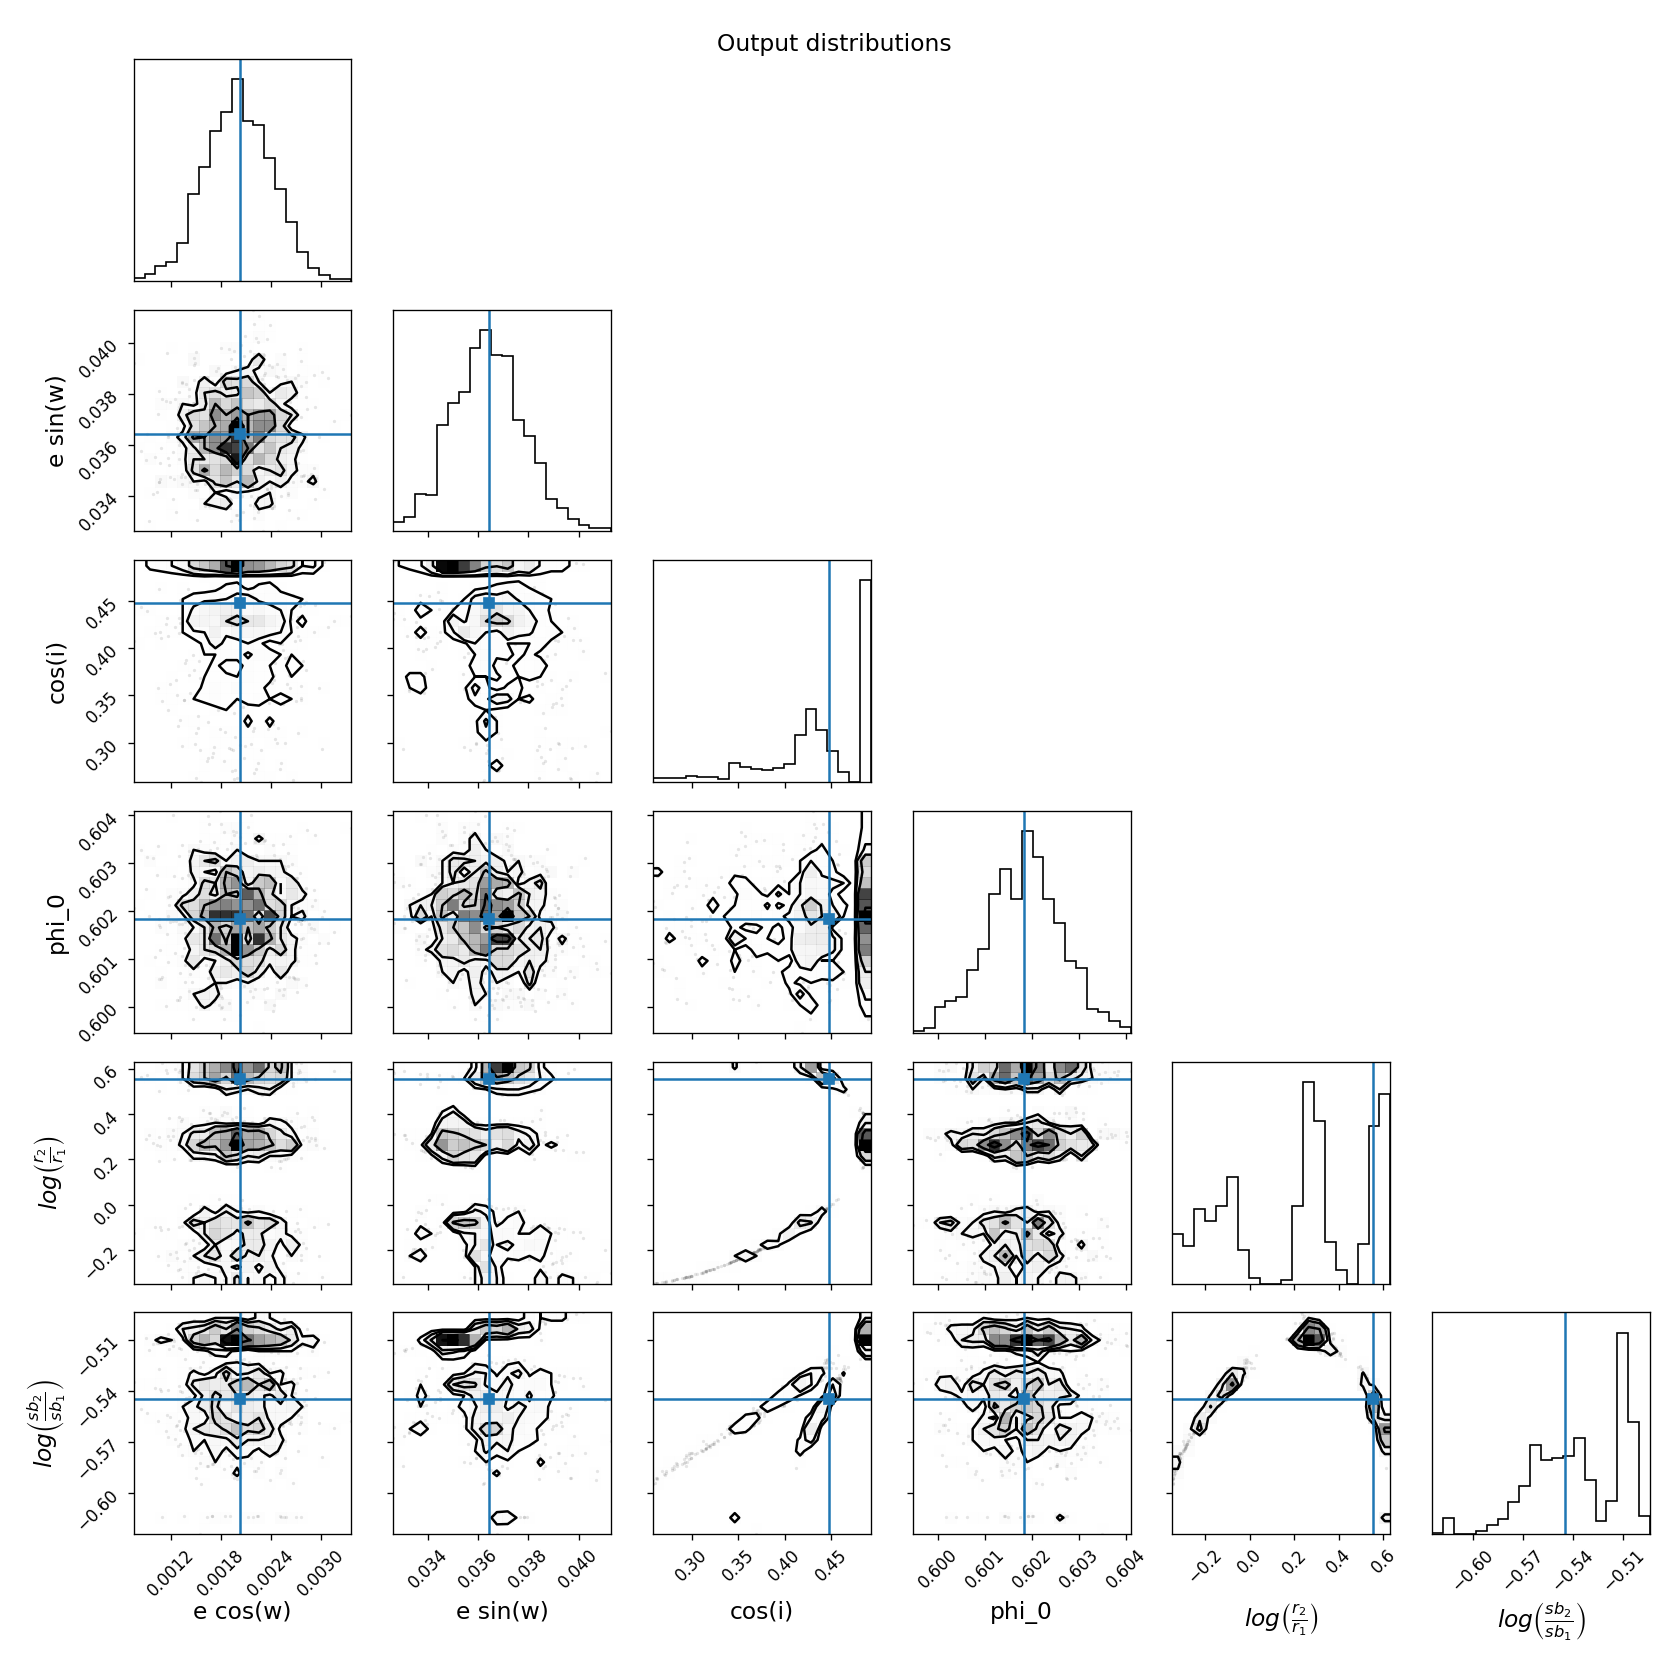 Output distributions
e sin(w)
0.040
0.038
0.036
0.034
cos(i)
0.45
0.40
0.35
0.30
phi_0
0.604
0.603
0.602
0.601
0.600
log(r₂/r₁)
0.6
0.4
0.2
0.0
−0.2
log(sb₂/sb₁)
−0.51
−0.54
−0.57
−0.60
0.0012 0.0018 0.0024 0.0030
0.034 0.036 0.038 0.040
0.30 0.35 0.40 0.45
0.600 0.601 0.602 0.603 0.604
−0.2 0.0 0.2 0.4 0.6
−0.60 −0.57 −0.54 −0.51
e cos(w)
e sin(w)
cos(i)
phi_0
log(r₂/r₁)
log(sb₂/sb₁)